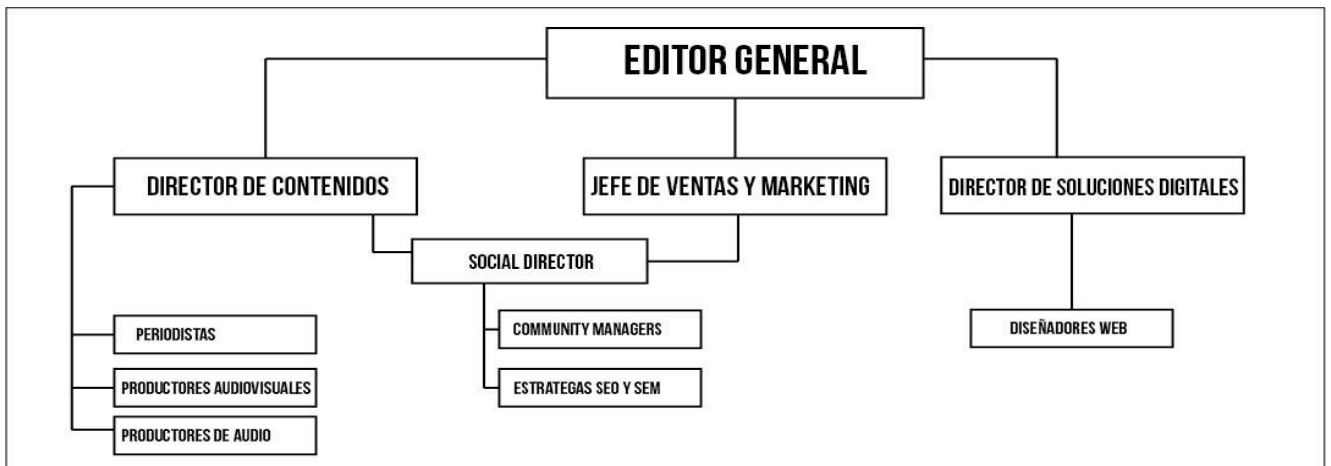 EDITOR GENERAL
DIRECTOR DE CONTENIDOS
JEFE DE VENTAS Y MARKETING
DIRECTOR DE SOLUCIONES DIGITALES
SOCIAL DIRECTOR
PERIODISTAS
COMMUNITY MANAGERS
DISEÑADORES WEB
PRODUCTORES AUDIOVISUALES
ESTRATEGAS SEO Y SEM
PRODUCTORES DE AUDIO